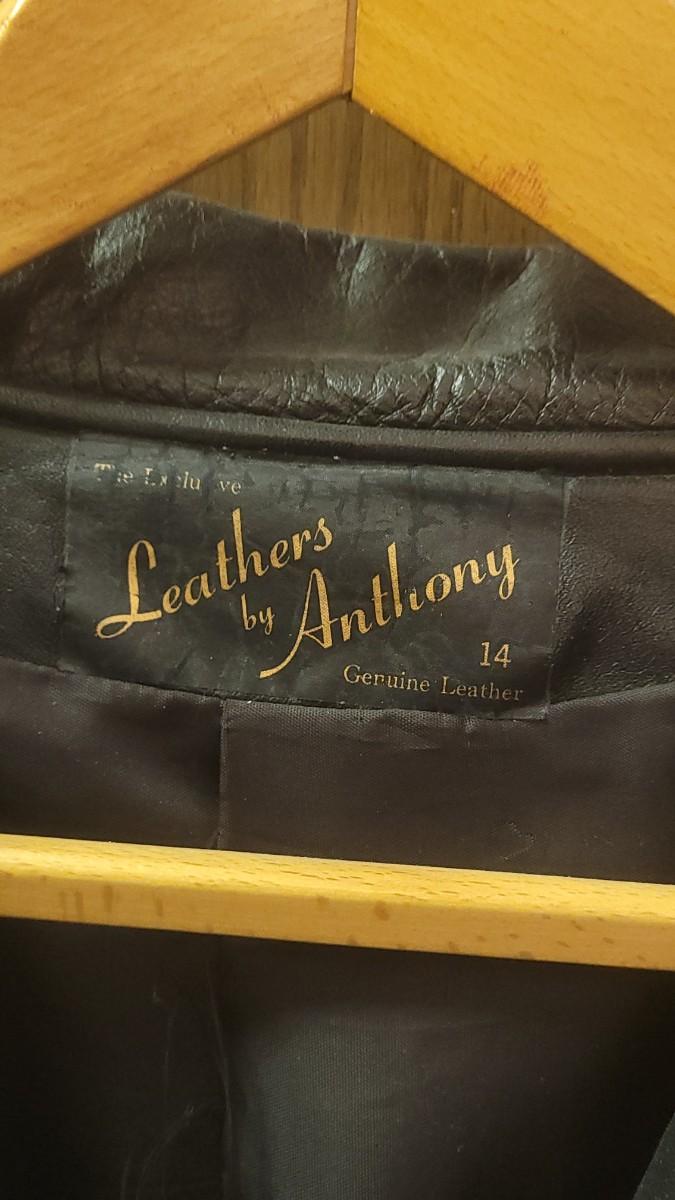 The Exclusive
Leathers
by Anthony
14
Genuine Leather